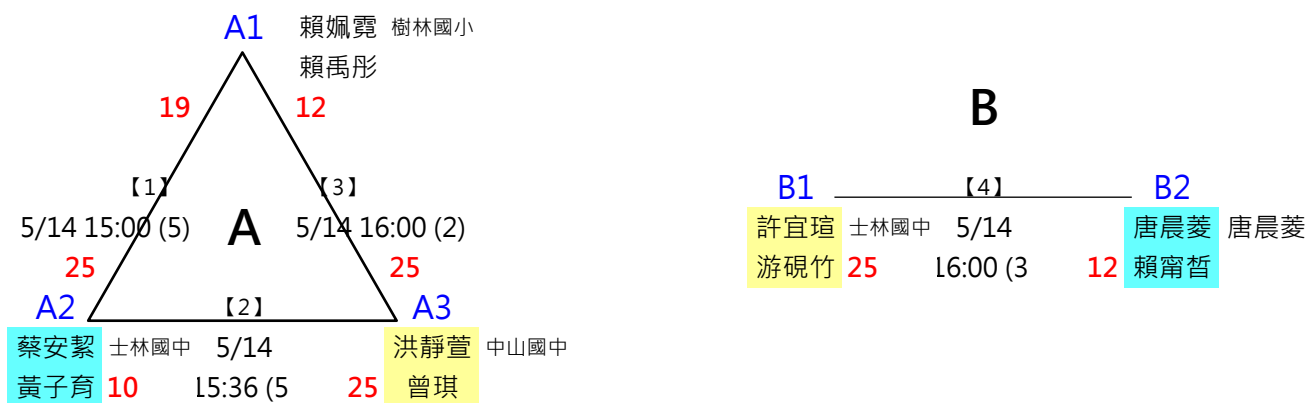 A1 賴姵霓 樹林國小
賴禹彤
19 12
【1】 【3】
5/14 15:00 (5) A 5/14 16:00 (2)
25 25
A2 【2】 A3
蔡安絜 士林國中 5/14 洪靜萱 中山國中
黃子育 10 15:36 (5 25 曾琪
B
B1 【4】 B2
許宜瑄 士林國中 5/14 唐晨菱 唐晨菱
游硯竹 25 16:00 (3 12 賴甯晳